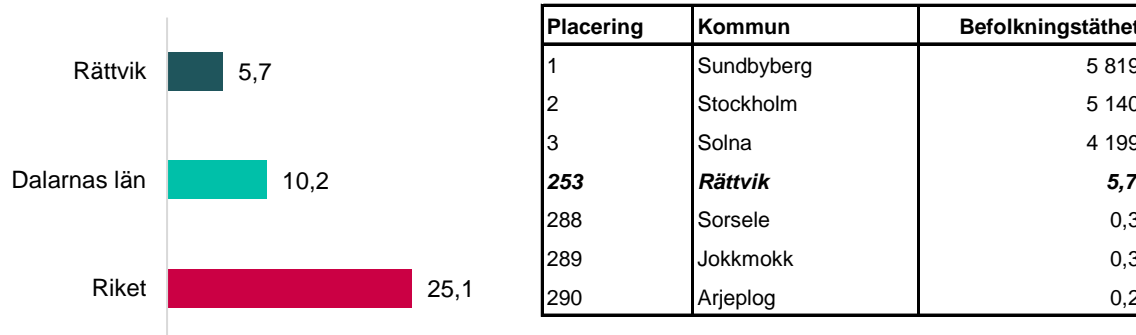 Rättvik 5,7
Dalarnas län 10,2
Riket 25,1
Placering Kommun Befolkningstäthet
1 Sundbyberg 5 819
2 Stockholm 5 140
3 Solna 4 199
253 Rättvik 5,7
288 Sorsele 0,3
289 Jokkmokk 0,3
290 Arjeplog 0,2